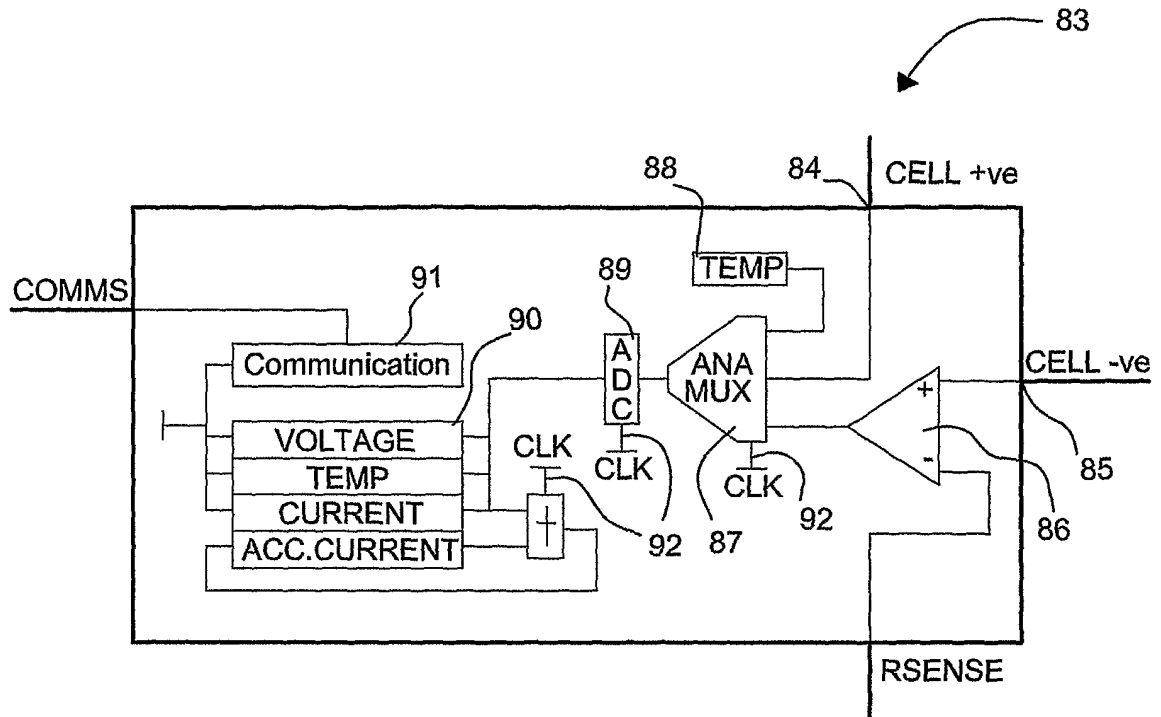 83
84
CELL +ve
88
TEMP
89
COMMS
91
90
A
D
C
ANA
MUX
Communication
CELL -ve
+
-
VOLTAGE
TEMP
CURRENT
ACC.CURRENT
CLK
+
92
CLK
CLK
87
92
85
86
RSENSE